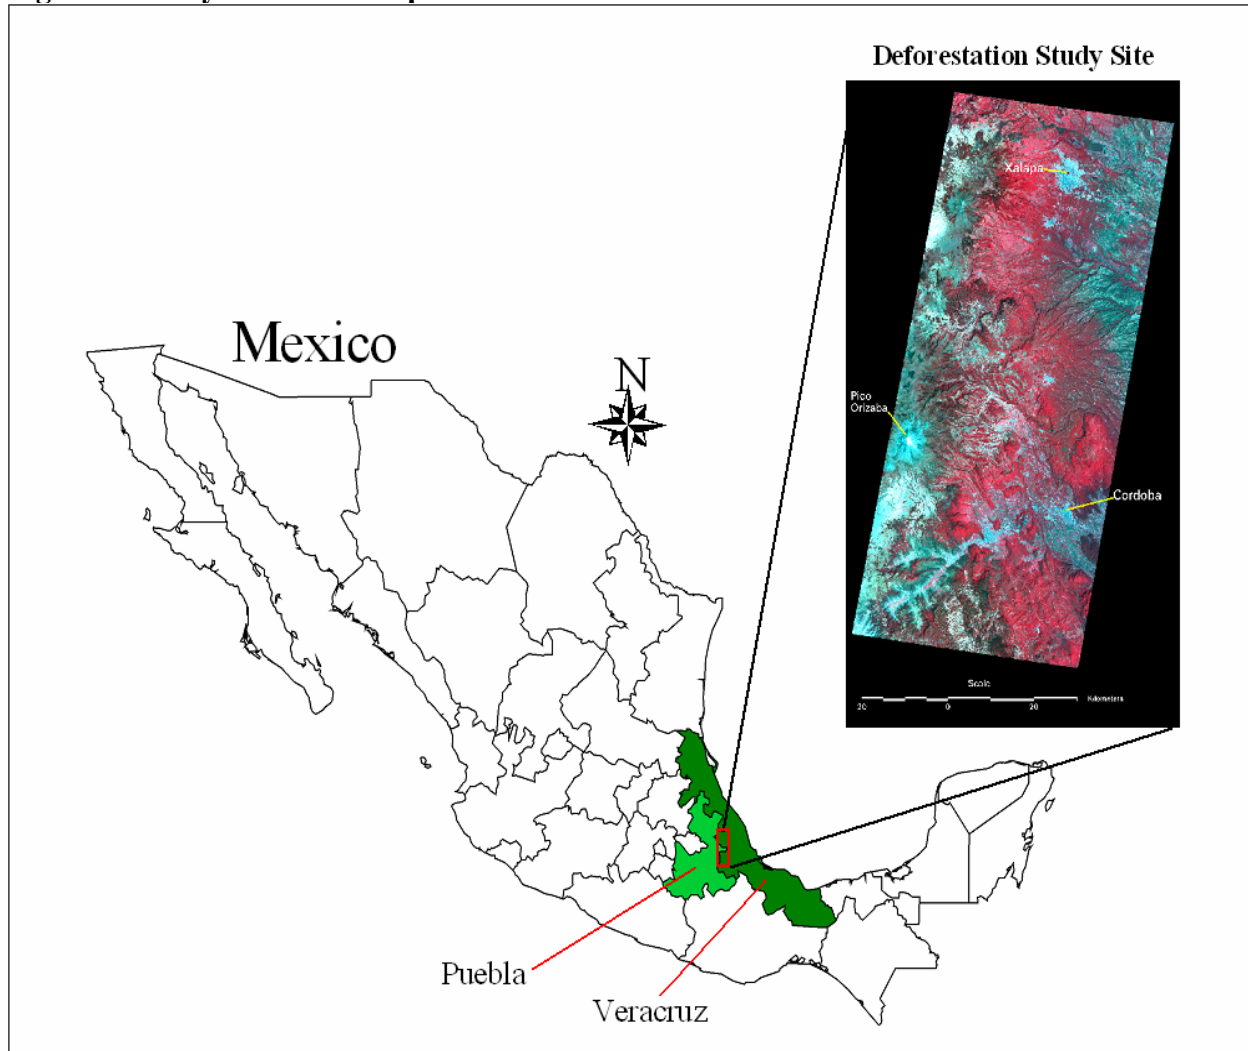 Deforestation Study Site
Xalapa
Mexico
N
Pico
Orizaba
Cordoba
Scale
20 0 20 Kilometers
Puebla
Veracruz